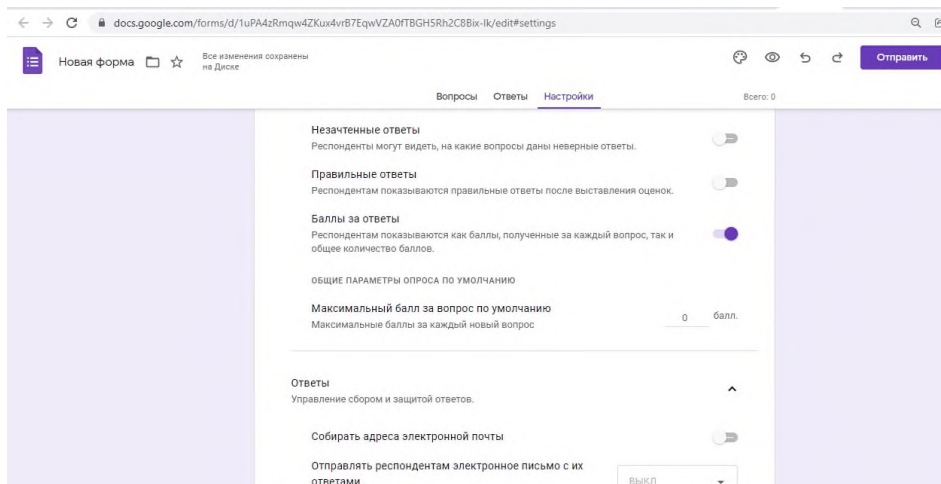 docs.google.com/forms/d/1uPA4zRmqw4ZKux4vrB7EqwVZA0fTBGH5Rh2C8Bix-lk/edit#settings
Новая форма
Все изменения сохранены
на Диске
Отправить
Вопросы Ответы Настройки Всего: 0
Незачтенные ответы
Респонденты могут видеть, на какие вопросы даны неверные ответы.
Правильные ответы
Респондентам показываются правильные ответы после выставления оценок.
Баллы за ответы
Респондентам показываются как баллы, полученные за каждый вопрос, так и
общее количество баллов.
ОБЩИЕ ПАРАМЕТРЫ ОПРОСА ПО УМОЛЧАНИЮ
Максимальный балл за вопрос по умолчанию
Максимальные баллы за каждый новый вопрос
0 балл.
Ответы
Управление сбором и защитой ответов.
Собирать адреса электронной почты
Отправлять респондентам электронное письмо с их
ответами
ВЫКЛ